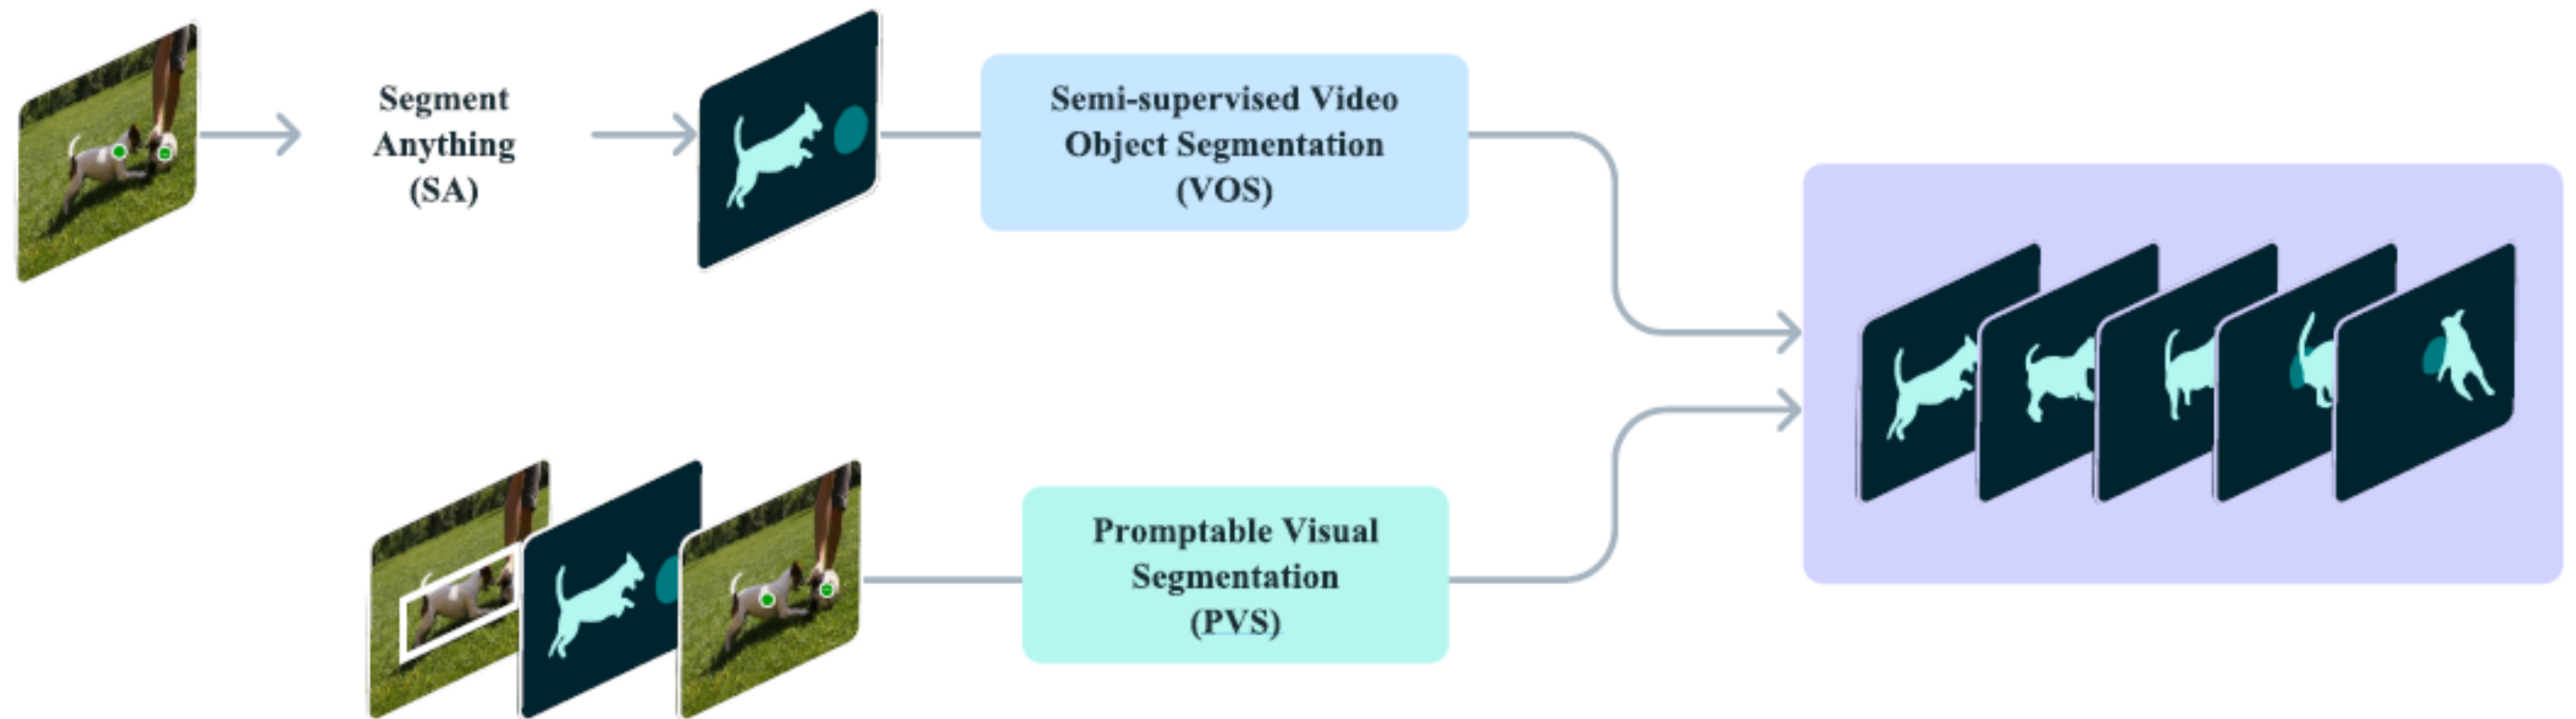 Segment
Anything
(SA)
Semi-supervised Video
Object Segmentation
(VOS)
Promptable Visual
Segmentation
(PVS)